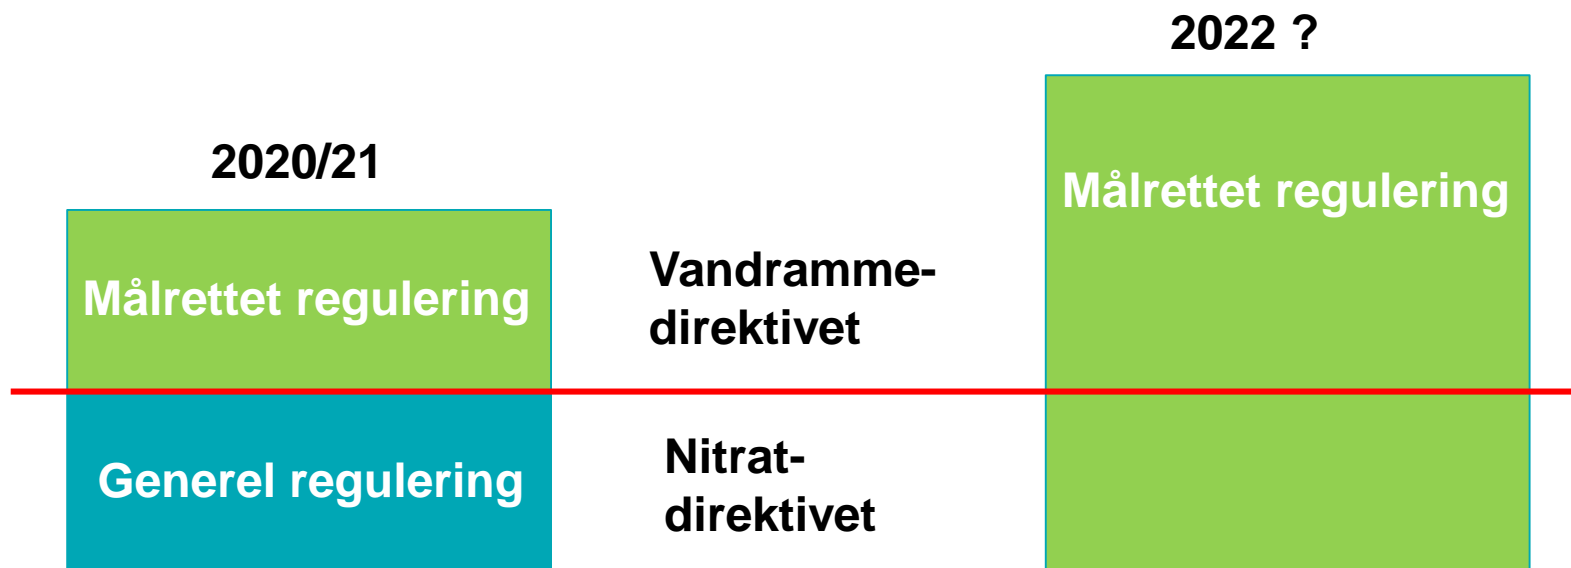 2020/21
Målrettet regulering
Generel regulering
Vandramme-
direktivet
Nitrat-
direktivet
2022 ?
Målrettet regulering